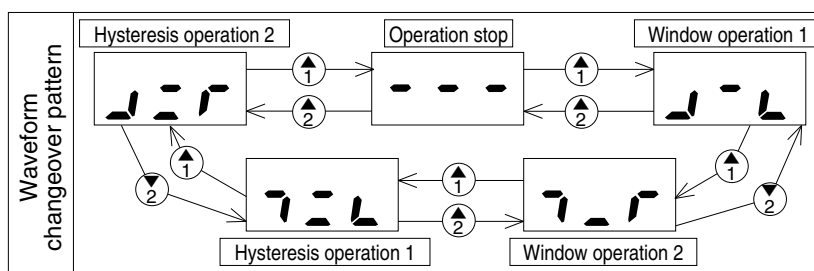 Waveform
changeover pattern
Hysteresis operation 2
Operation stop
Window operation 1
▲1
▲1
- - -
▲2
▲2
▲1
▼2
▲1
▲1
▼2
▲2
Hysteresis operation 1
Window operation 2